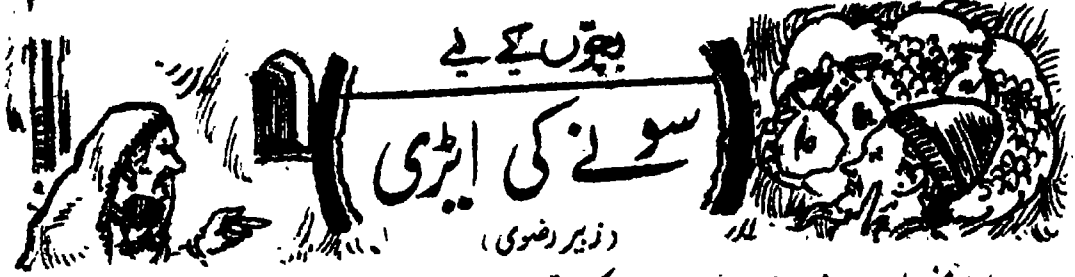 بچوں کے لیے
سونے کی ایڑی
(زبیر رضوی)